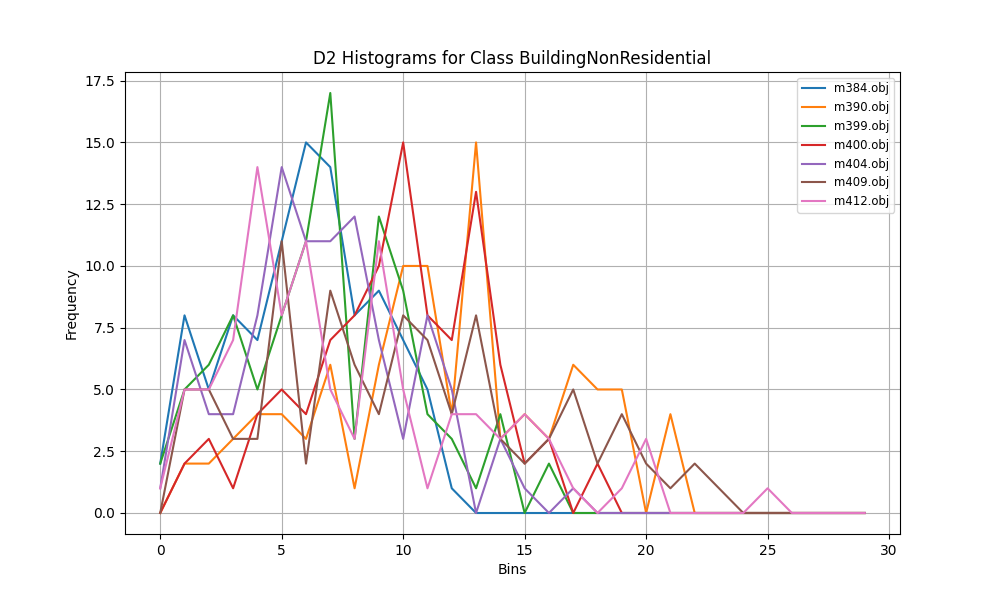 D2 Histograms for Class BuildingNonResidential
17.5
15.0
12.5
10.0
7.5
5.0
2.5
0.0
Frequency
0 5 10 15 20 25 30
Bins
m384.obj
m390.obj
m399.obj
m400.obj
m404.obj
m409.obj
m412.obj